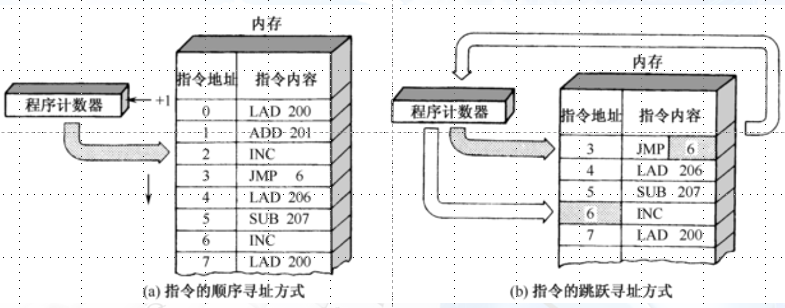 内存
指令地址 指令内容
程序计数器 +1
0 LAD 200
1 ADD 201
2 INC
3 JMP 6
4 LAD 206
5 SUB 207
6 INC
7 LAD 200
(a) 指令的顺序寻址方式
内存
程序计数器
指令地址 指令内容
3 JMP 6
4 LAD 206
5 SUB 207
6 INC
7 LAD 200
(b) 指令的跳跃寻址方式